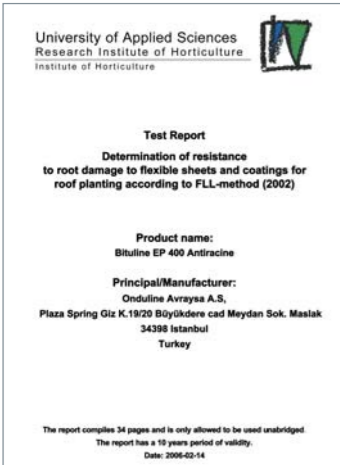 University of Applied Sciences
Research Institute of Horticulture
Institute of Horticulture
Test Report
Determination of resistance
to root damage to flexible sheets and coatings for
roof planting according to FLL-method (2002)
Product name:
Bituline EP 400 Antiracine
Principal/Manufacturer:
Onduline Avraysa A.S,
Plaza Spring Giz K.19/20 Büyükdere cad Meydan Sok. Maslak
34398 Istanbul
Turkey
The report compiles 34 pages and is only allowed to be used unabridged.
The report has a 10 years period of validity.
Date: 2006-02-14